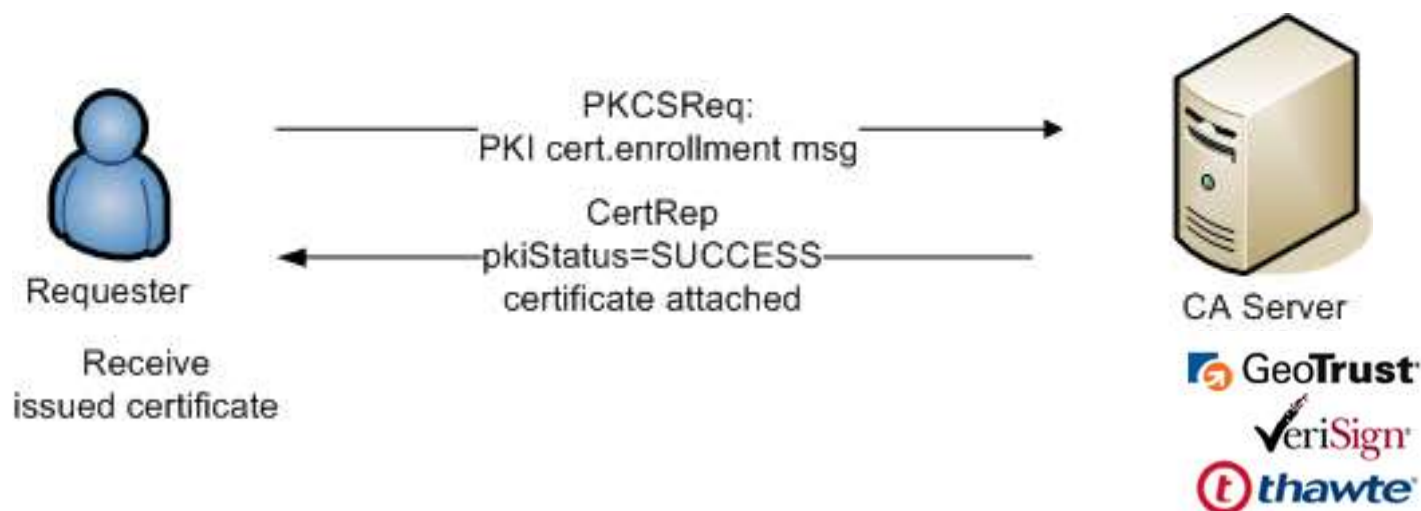 PKCSReq:
PKI cert.enrollment msg
CertRep
pkiStatus=SUCCESS
certificate attached
Requester
Receive
issued certificate
CA Server
GeoTrust
VeriSign
thawte